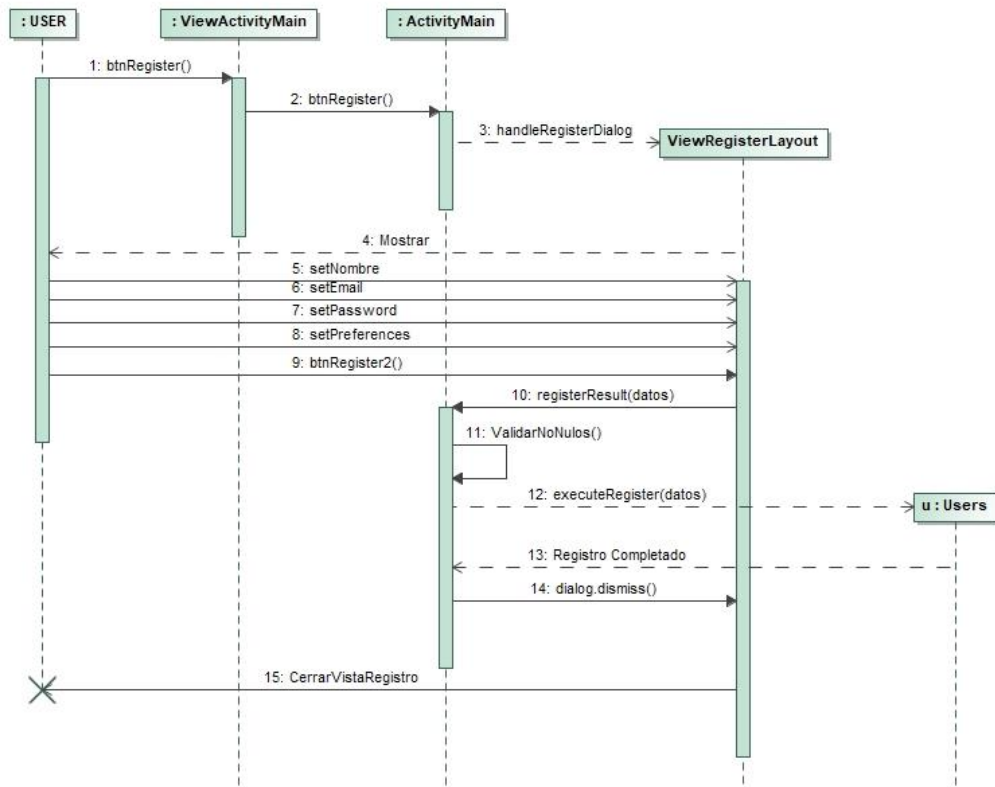 : USER
: ViewActivityMain
: ActivityMain
1: btnRegister()
2: btnRegister()
3: handleRegisterDialog
ViewRegisterLayout
4: Mostrar
5: setNombre
6: setEmail
7: setPassword
8: setPreferences
9: btnRegister2()
10: registerResult(datos)
11: ValidarNoNulos()
12: executeRegister(datos)
u : Users
13: Registro Completado
14: dialog.dismiss()
15: CerrarVistaRegistro